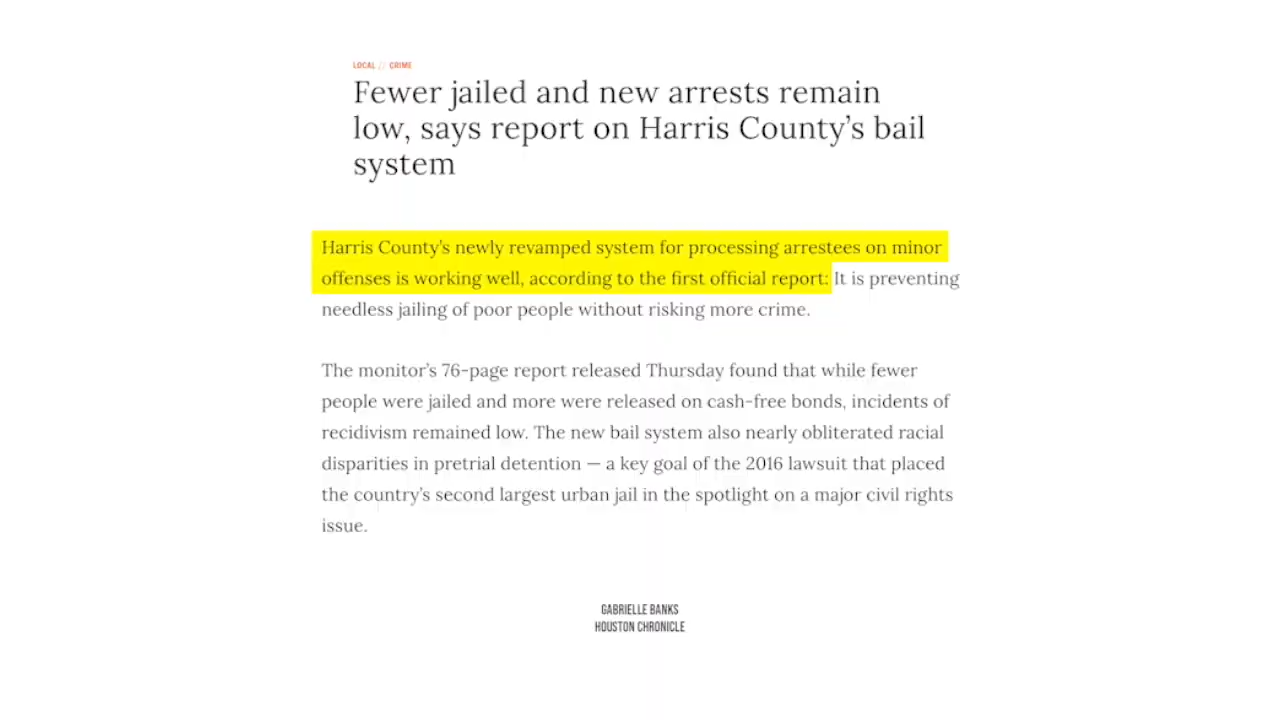 LOCAL // CRIME
Fewer jailed and new arrests remain
low, says report on Harris County’s bail
system
Harris County’s newly revamped system for processing arrestees on minor
offenses is working well, according to the first official report: It is preventing
needless jailing of poor people without risking more crime.
The monitor’s 76-page report released Thursday found that while fewer
people were jailed and more were released on cash-free bonds, incidents of
recidivism remained low. The new bail system also nearly obliterated racial
disparities in pretrial detention — a key goal of the 2016 lawsuit that placed
the country’s second largest urban jail in the spotlight on a major civil rights
issue.
GABRIELLE BANKS
HOUSTON CHRONICLE